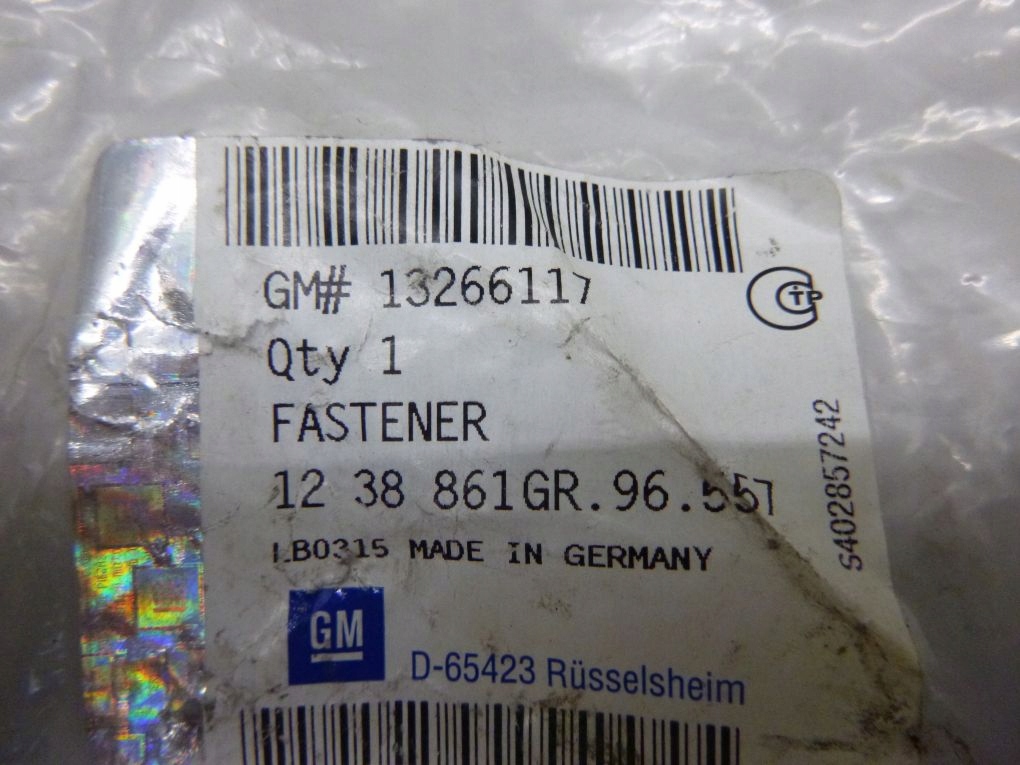 GM# 13266117
Qty 1
FASTENER
12 38 861GR.96.557
LB0315 MADE IN GERMANY
GM
D-65423 Rüsselsheim
S402857242